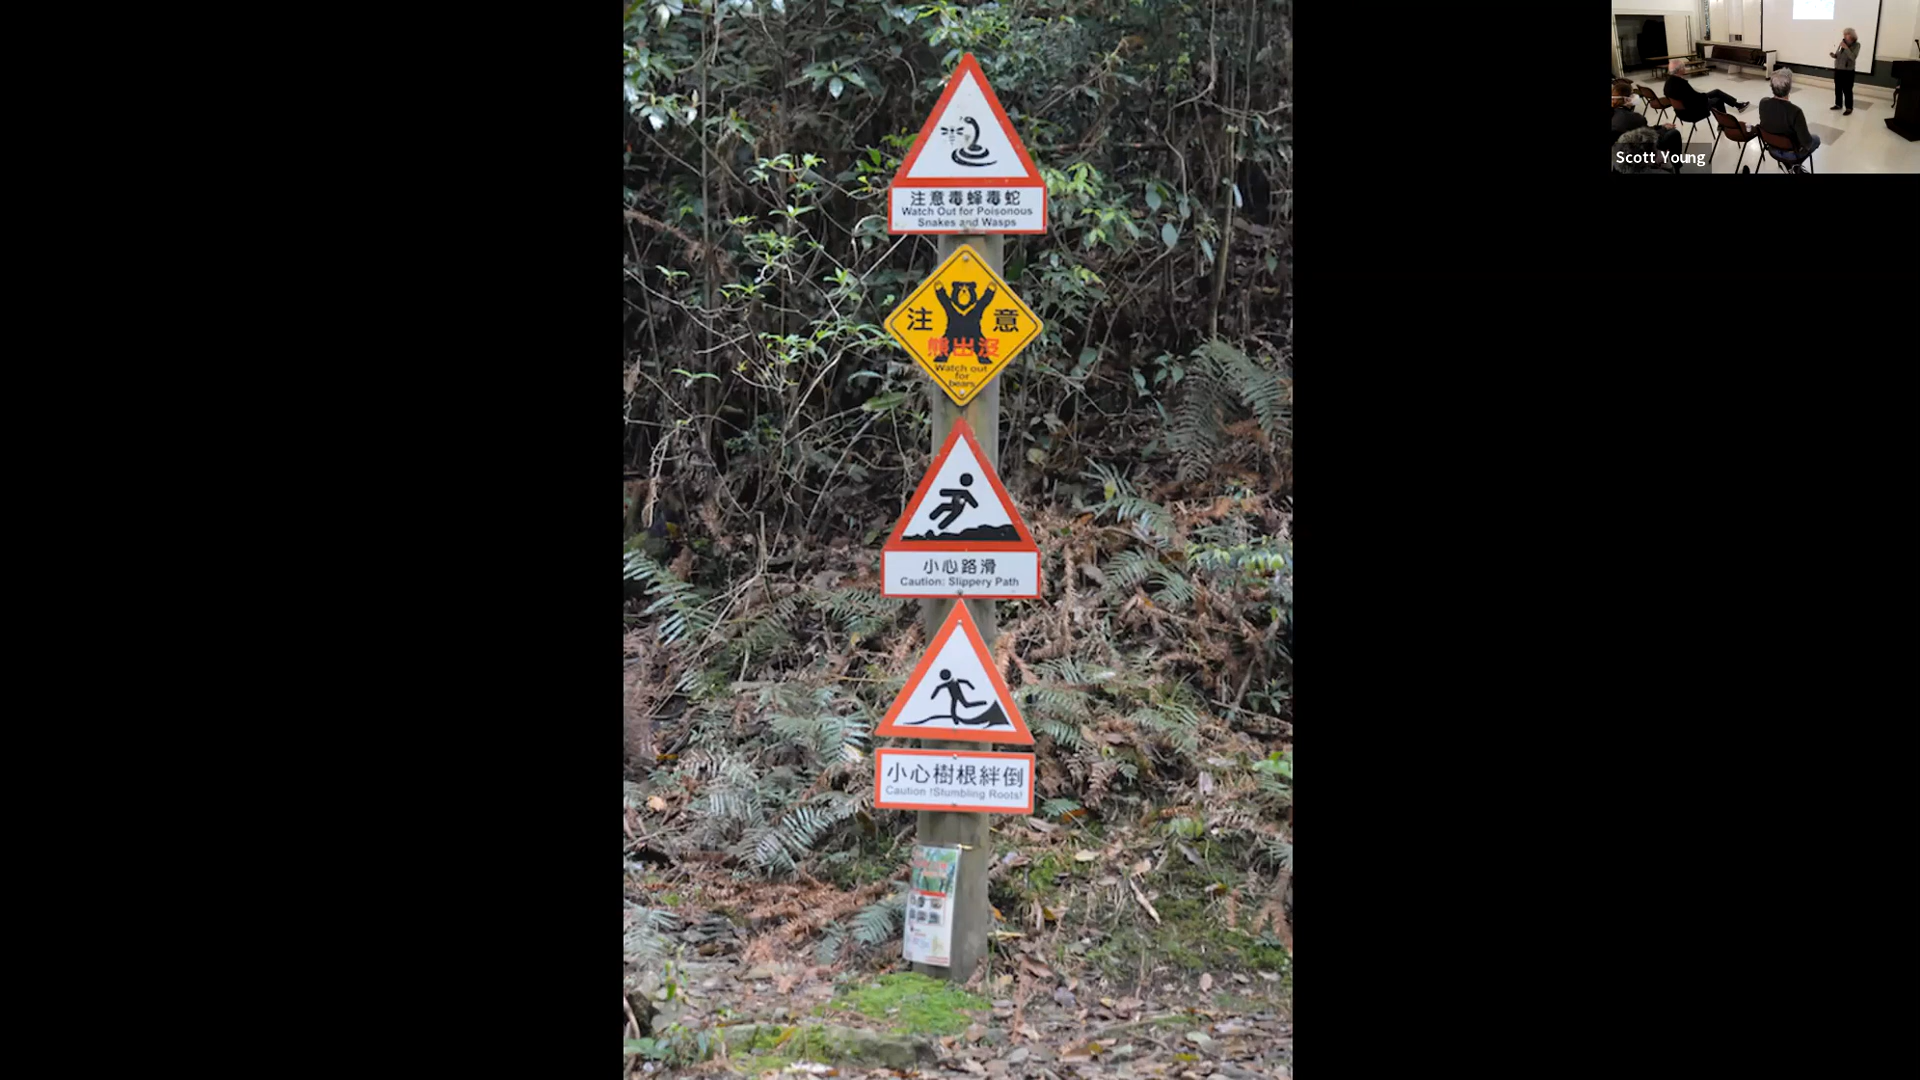 注意毒蜂毒蛇
Watch Out for Poisonous
Snakes and Wasps
注 意
熊出沒
Watch out
for
bears
小心路滑
Caution: Slippery Path
小心樹根絆倒
Caution !Stumbling Roots!
Scott Young